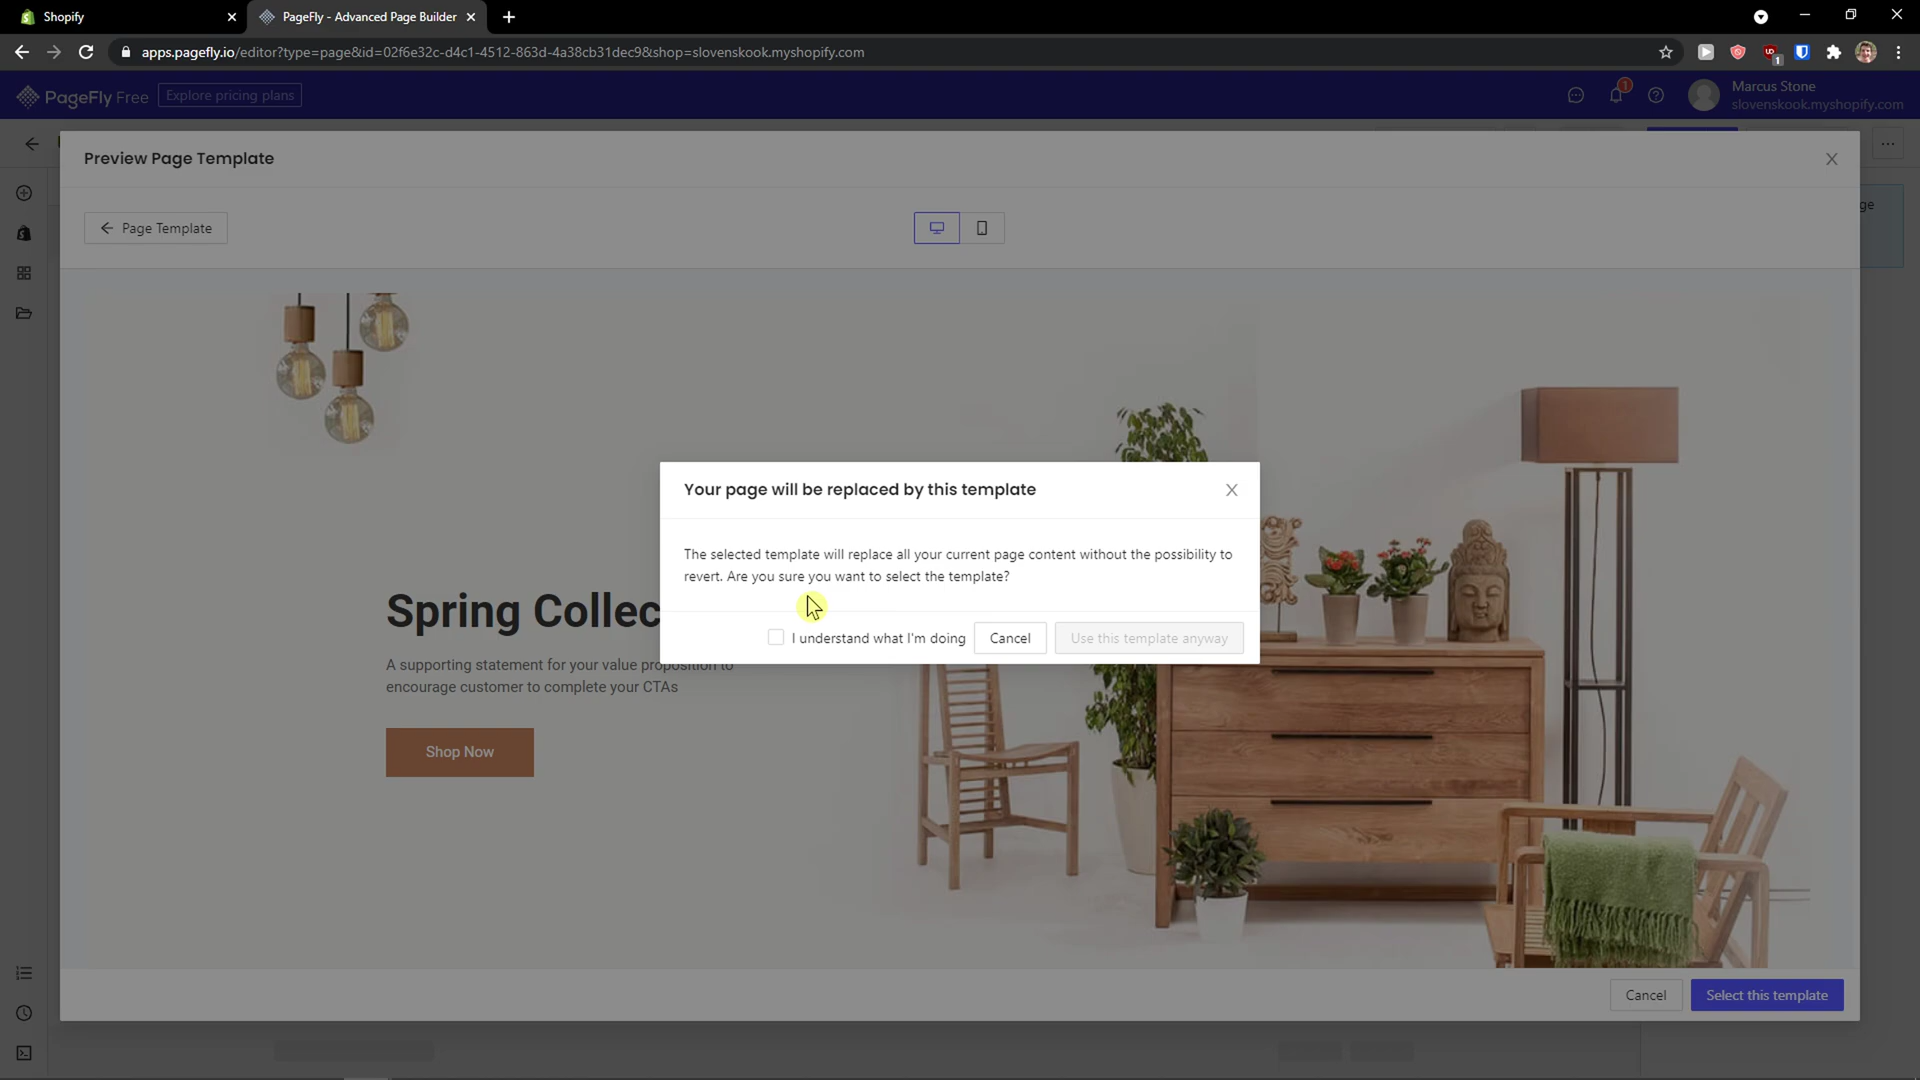 Shopify
PageFly - Advanced Page Builder
apps.pagefly.io/editor?type=page&id=02f6e32c-d4c1-4512-863d-4a38cb31dec9&shop=slovenskook.myshopify.com
PageFly Free
Explore pricing plans
1
1
Marcus Stone
slovenskook.myshopify.com
Preview Page Template
Page Template
ge
Your page will be replaced by this template
The selected template will replace all your current page content without the possibility to
revert. Are you sure you want to select the template?
I understand what I'm doing
Cancel
Use this template anyway
Spring Collec
A supporting statement for your value proposition to
encourage customer to complete your CTAs
Shop Now
Cancel
Select this template